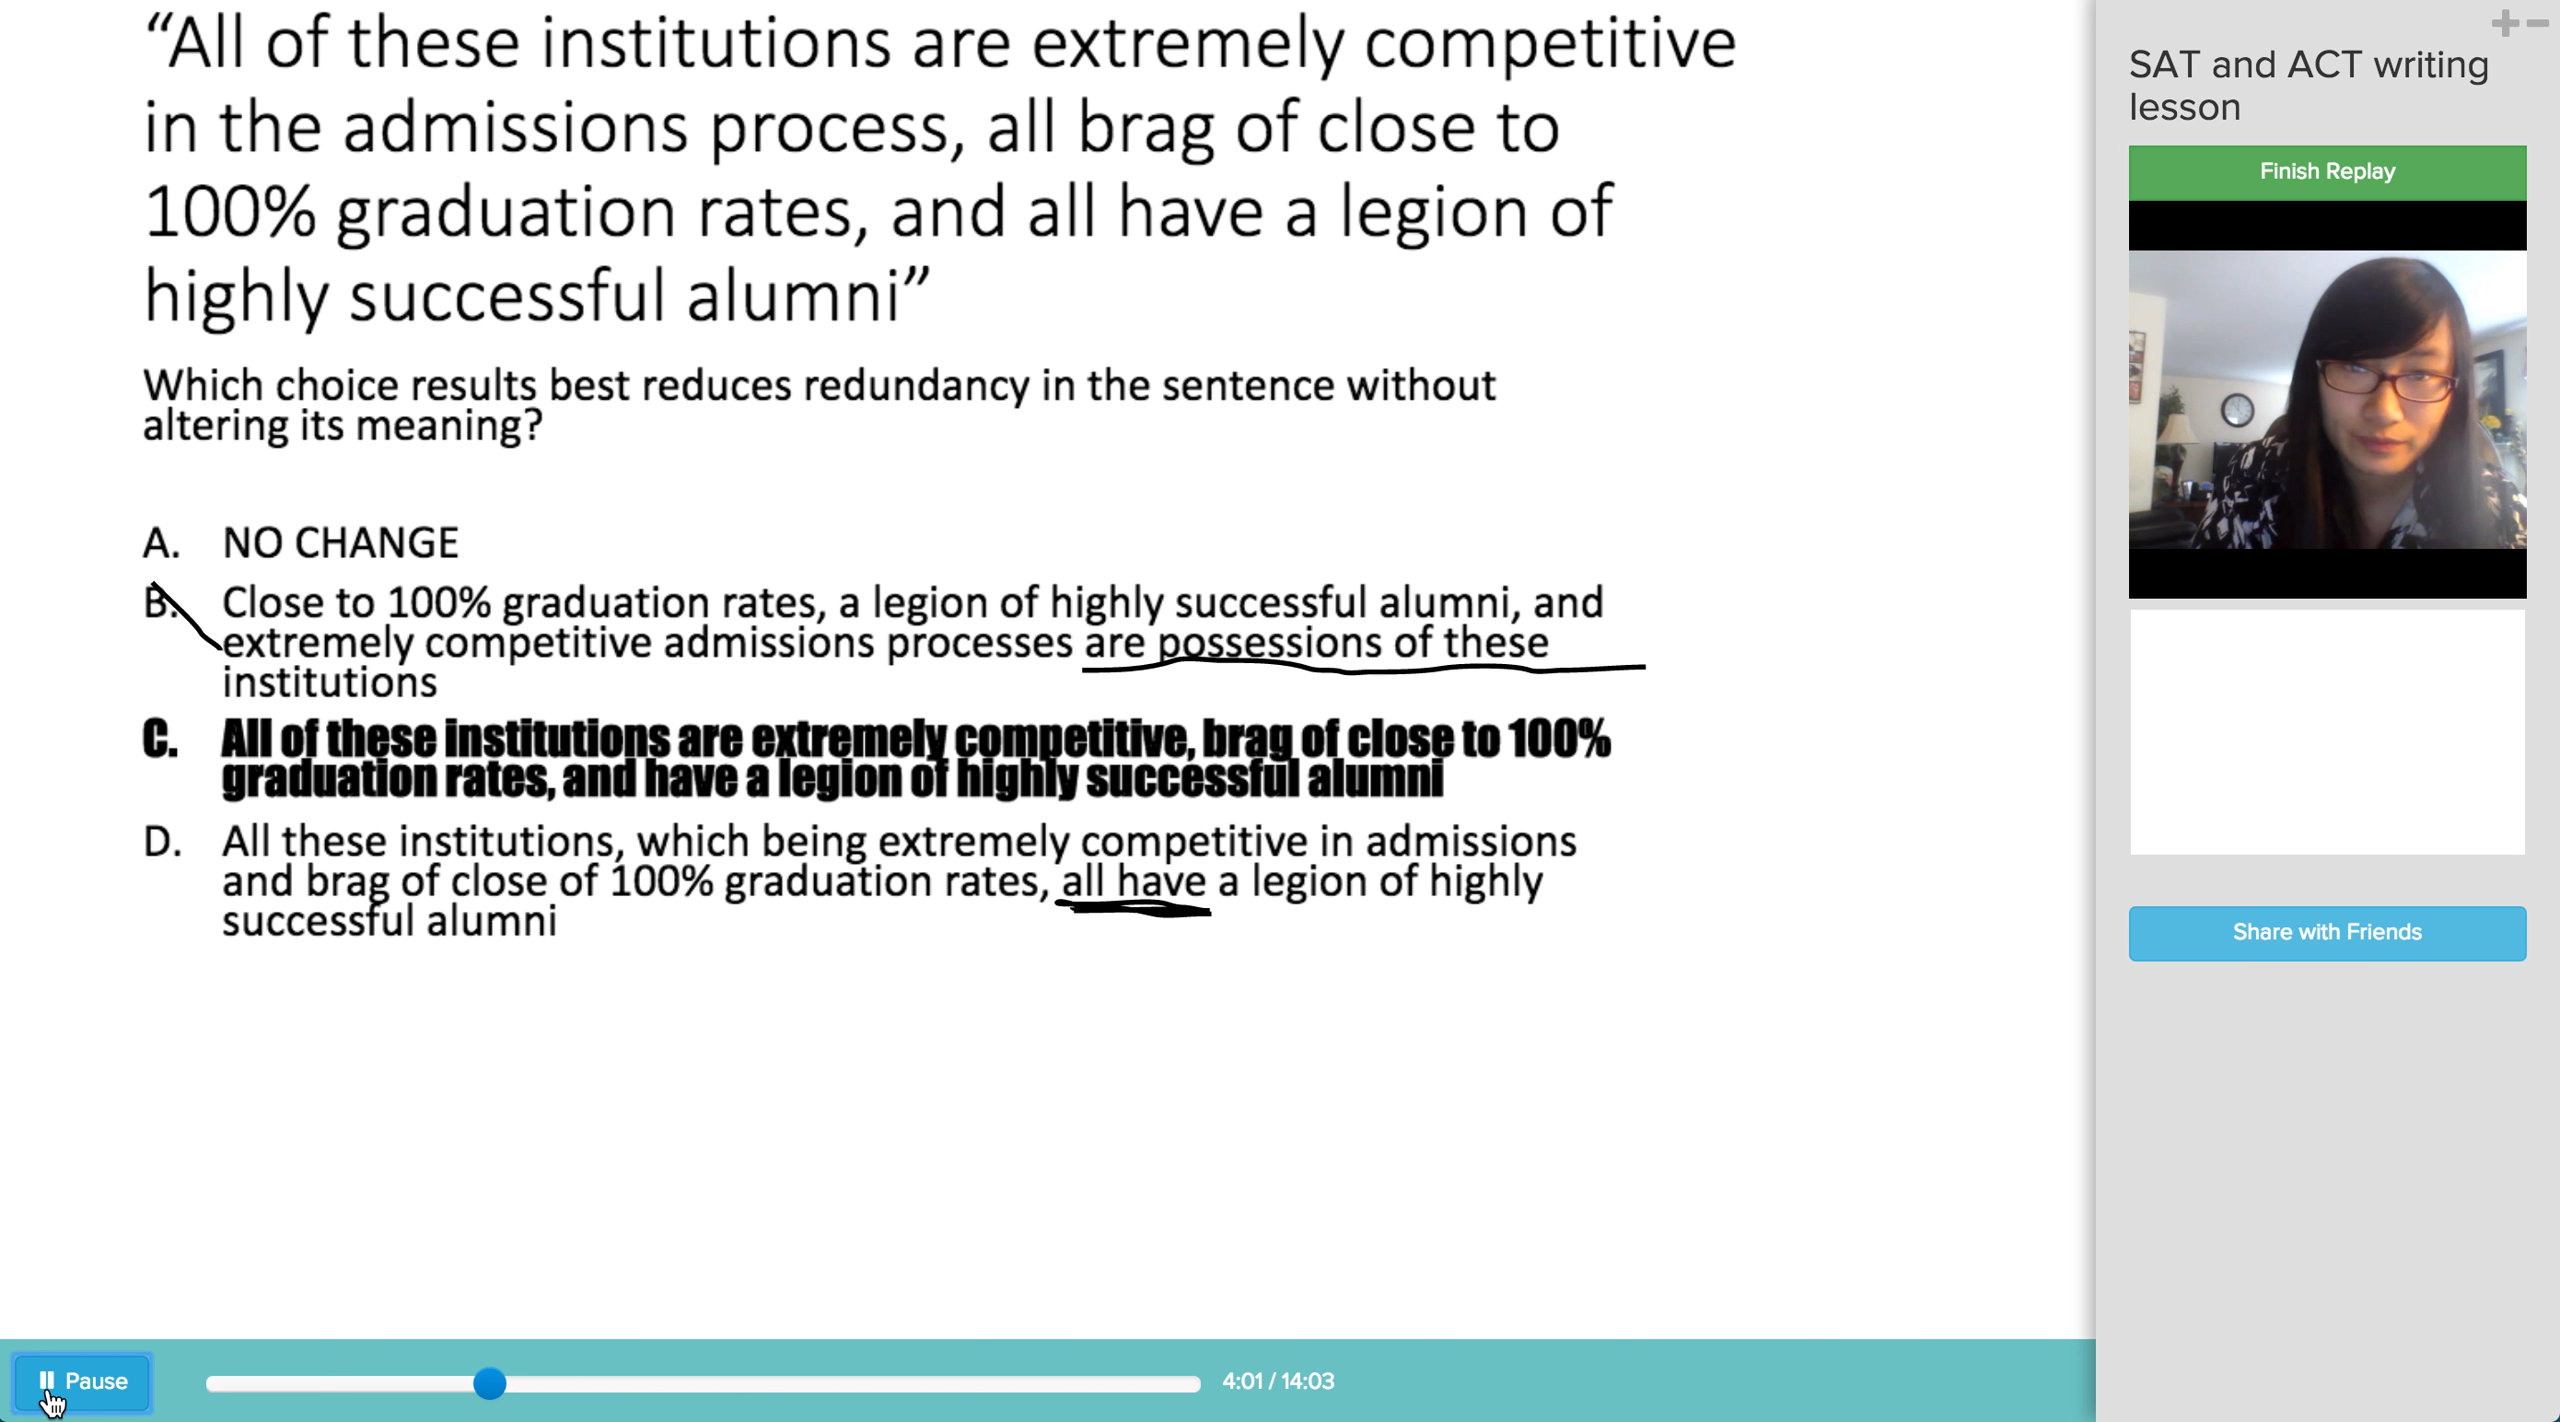 “All of these institutions are extremely competitive
in the admissions process, all brag of close to
100% graduation rates, and all have a legion of
highly successful alumni”
Which choice results best reduces redundancy in the sentence without
altering its meaning?
A. NO CHANGE
B. Close to 100% graduation rates, a legion of highly successful alumni, and
extremely competitive admissions processes are possessions of these
institutions
C. All of these institutions are extremely competitive, brag of close to 100%
graduation rates, and have a legion of highly successful alumni
D. All these institutions, which being extremely competitive in admissions
and brag of close of 100% graduation rates, all have a legion of highly
successful alumni
Pause
4:01 / 14:03
SAT and ACT writing
lesson
Finish Replay
Share with Friends